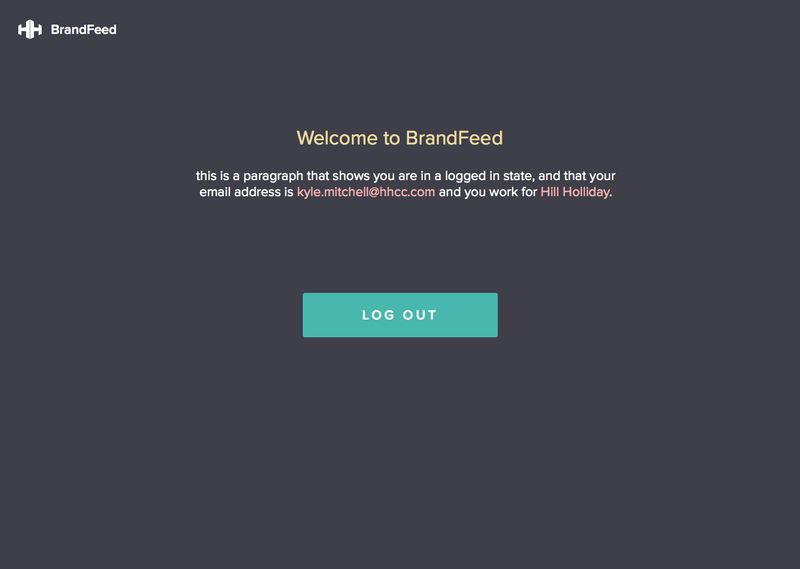 BrandFeed
Welcome to BrandFeed
this is a paragraph that shows you are in a logged in state, and that your
email address is kyle.mitchell@hhcc.com and you work for Hill Holliday.
LOG OUT